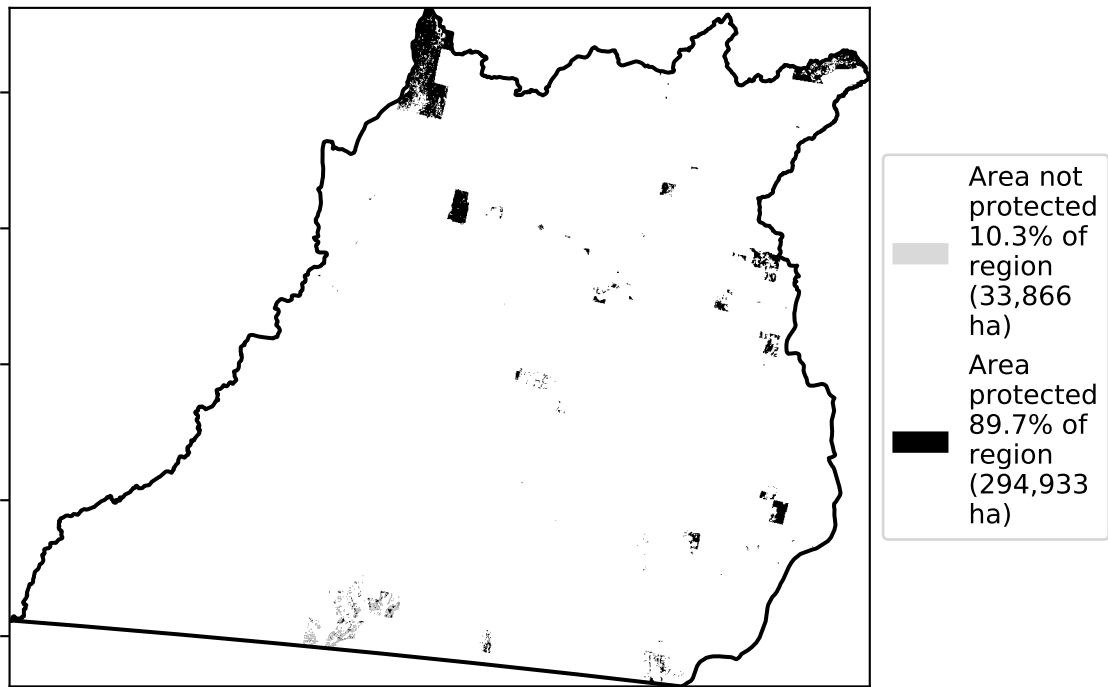 Area not
protected
10.3% of
region
(33,866
ha)
Area
protected
89.7% of
region
(294,933
ha)